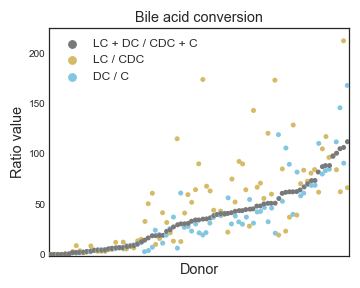 Bile acid conversion
LC + DC / CDC + C
LC / CDC
DC / C
Ratio value
200
150
100
50
0
Donor